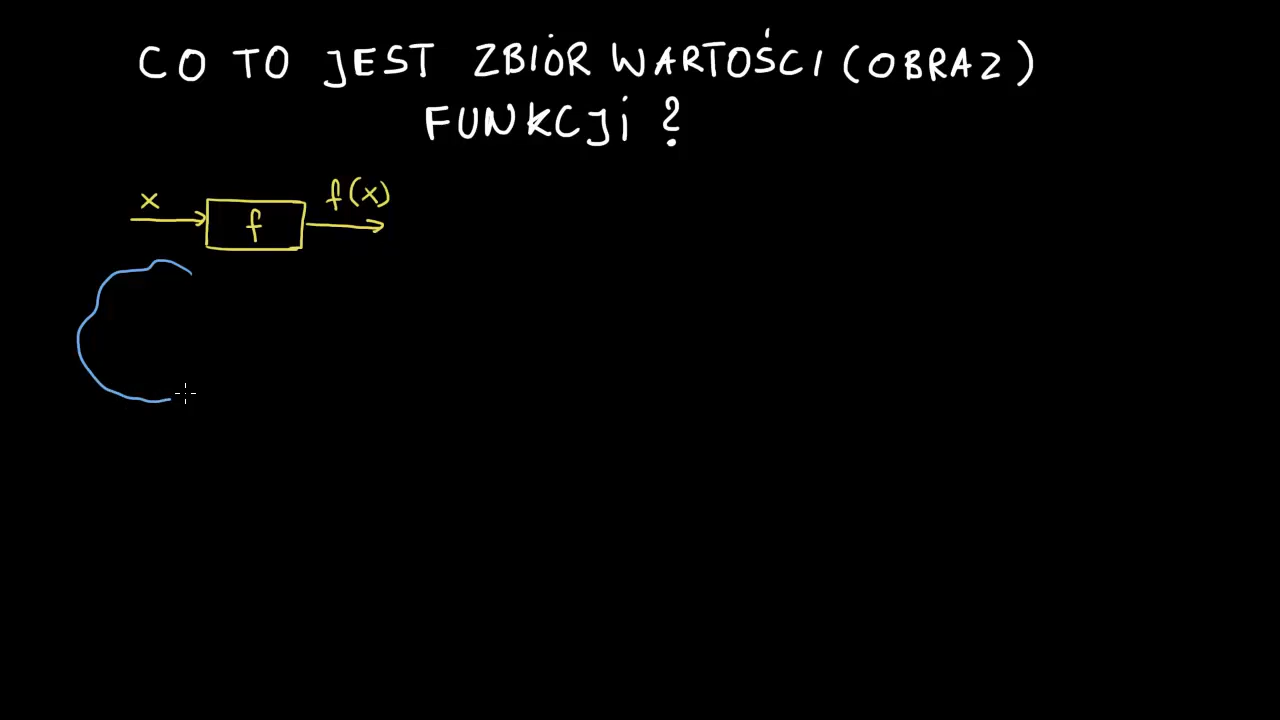 CO TO JEST ZBIÓR WARTOŚCI (OBRAZ)
FUNKCJI ?
x f f(x)